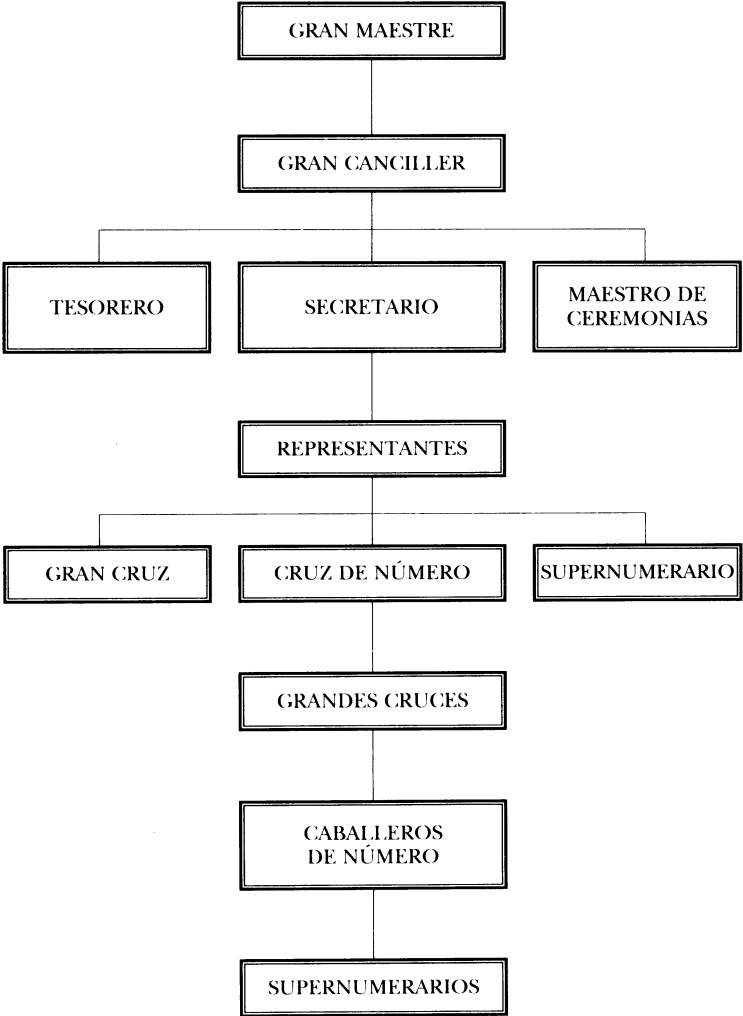 GRAN MAESTRE
GRAN CANCILLER
TESORERO
SECRETARIO
MAESTRO DE
CEREMONIAS
REPRESENTANTES
GRAN CRUZ
CRUZ DE NÚMERO
SUPERNUMERARIO
GRANDES CRUCES
CABALLEROS
DE NÚMERO
SUPERNUMERARIOS